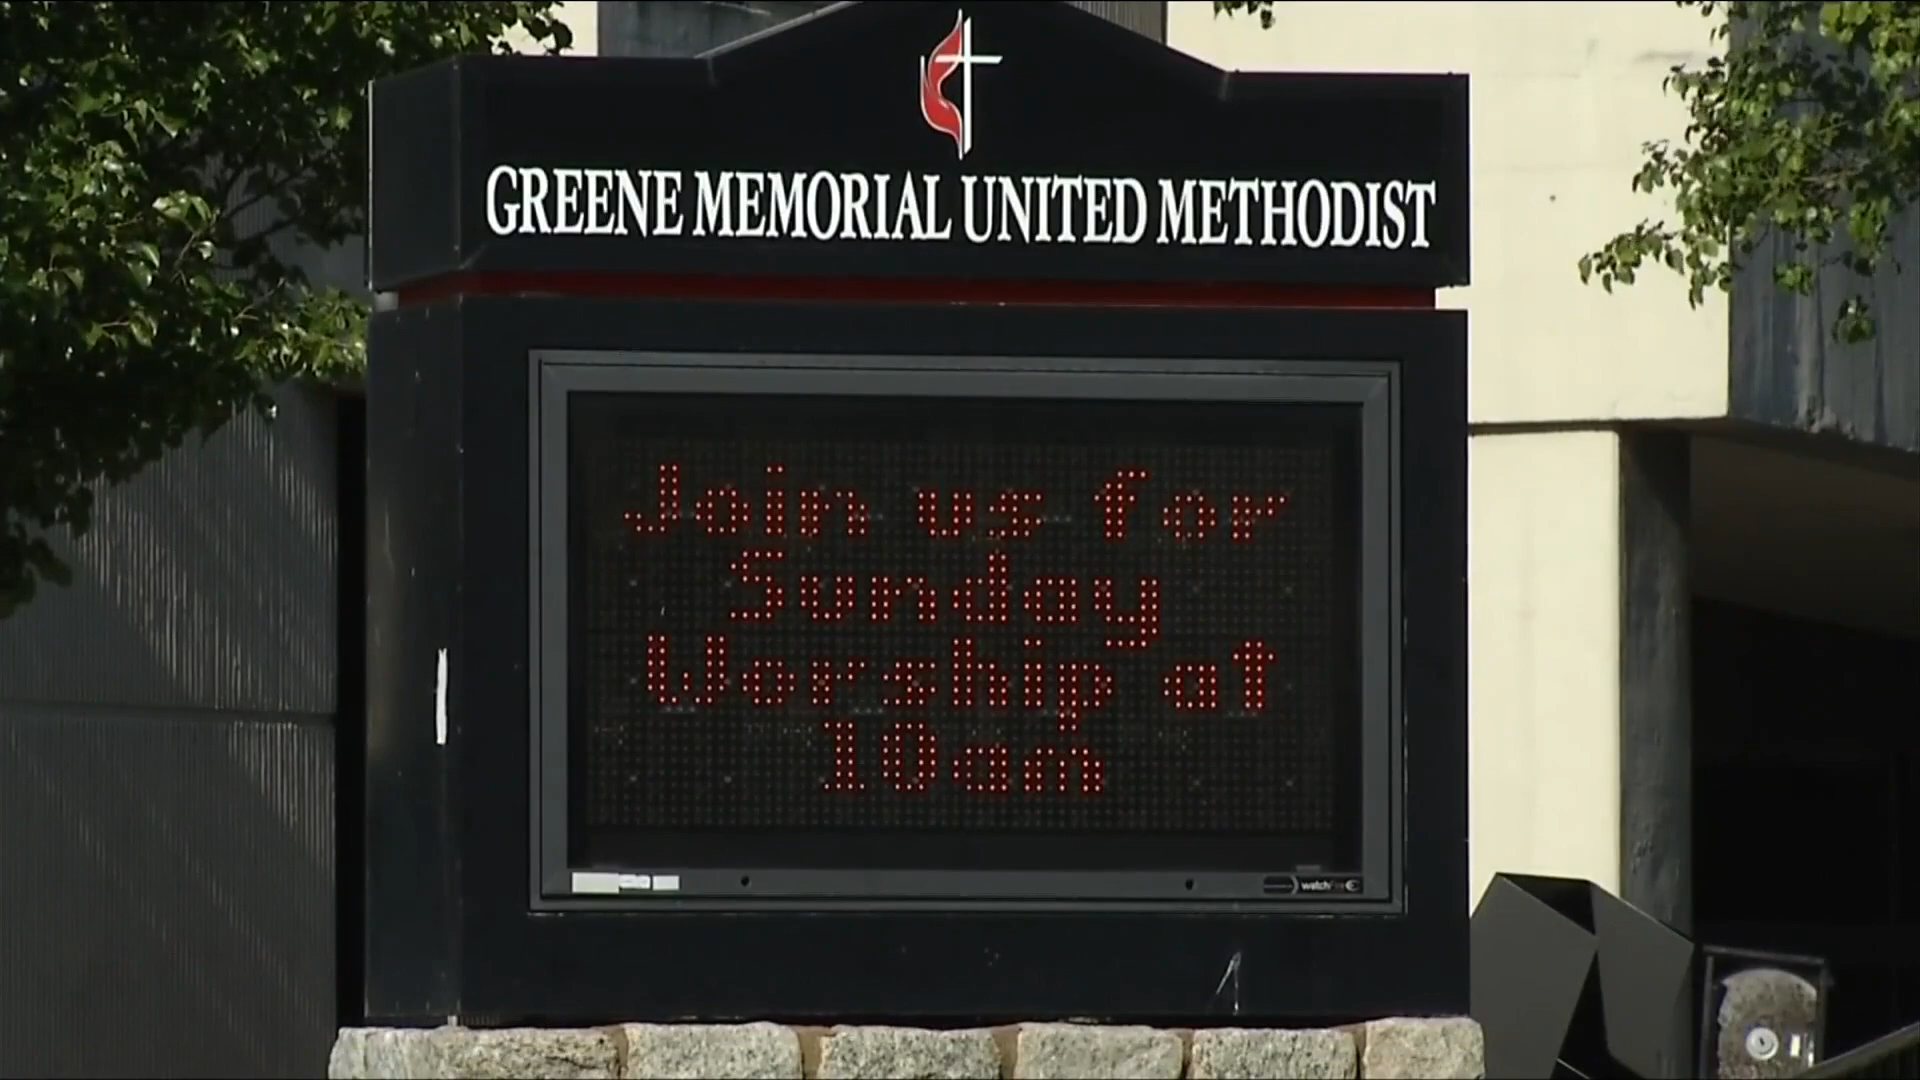 GREENE MEMORIAL UNITED METHODIST
Join us for
Sunday
Worship at
10am